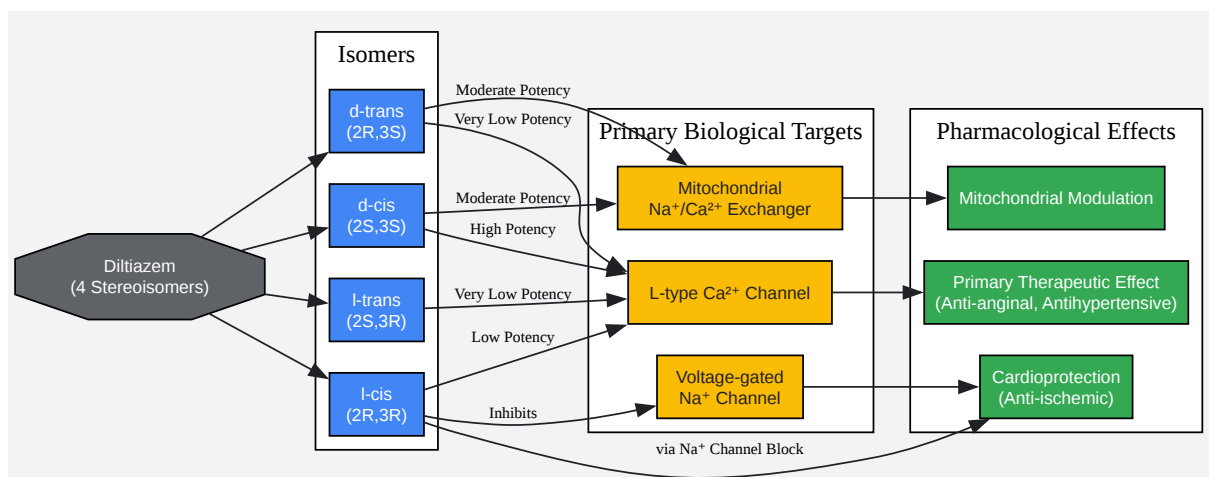 Isomers
d-trans
(2R,3S)
d-cis
(2S,3S)
l-trans
(2S,3R)
l-cis
(2R,3R)
Diltiazem
(4 Stereoisomers)
Moderate Potency
Very Low Potency
Moderate Potency
High Potency
Very Low Potency
Low Potency
Inhibits
via Na⁺ Channel Block
Primary Biological Targets
Mitochondrial
Na⁺/Ca²⁺ Exchanger
L-type Ca²⁺ Channel
Voltage-gated
Na⁺ Channel
Pharmacological Effects
Mitochondrial Modulation
Primary Therapeutic Effect
(Anti-anginal, Antihypertensive)
Cardioprotection
(Anti-ischemic)